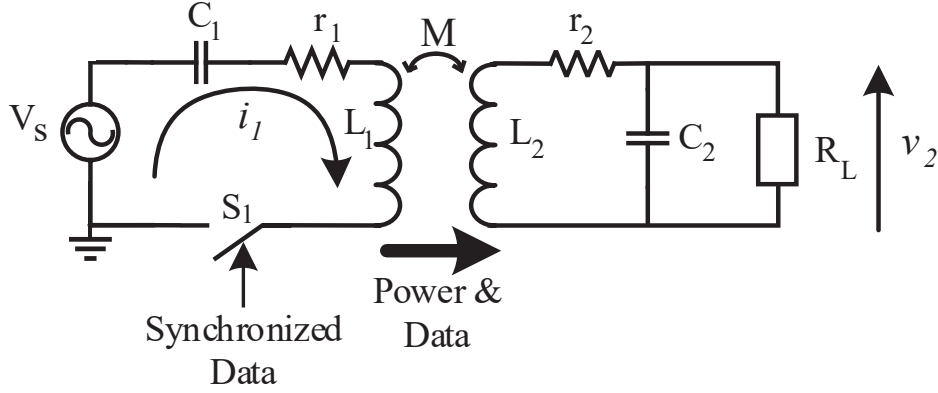 C1
r1
M
r2
VS
i1
L1
L2
C2
RL
v2
S1
Power &
Data
Synchronized
Data